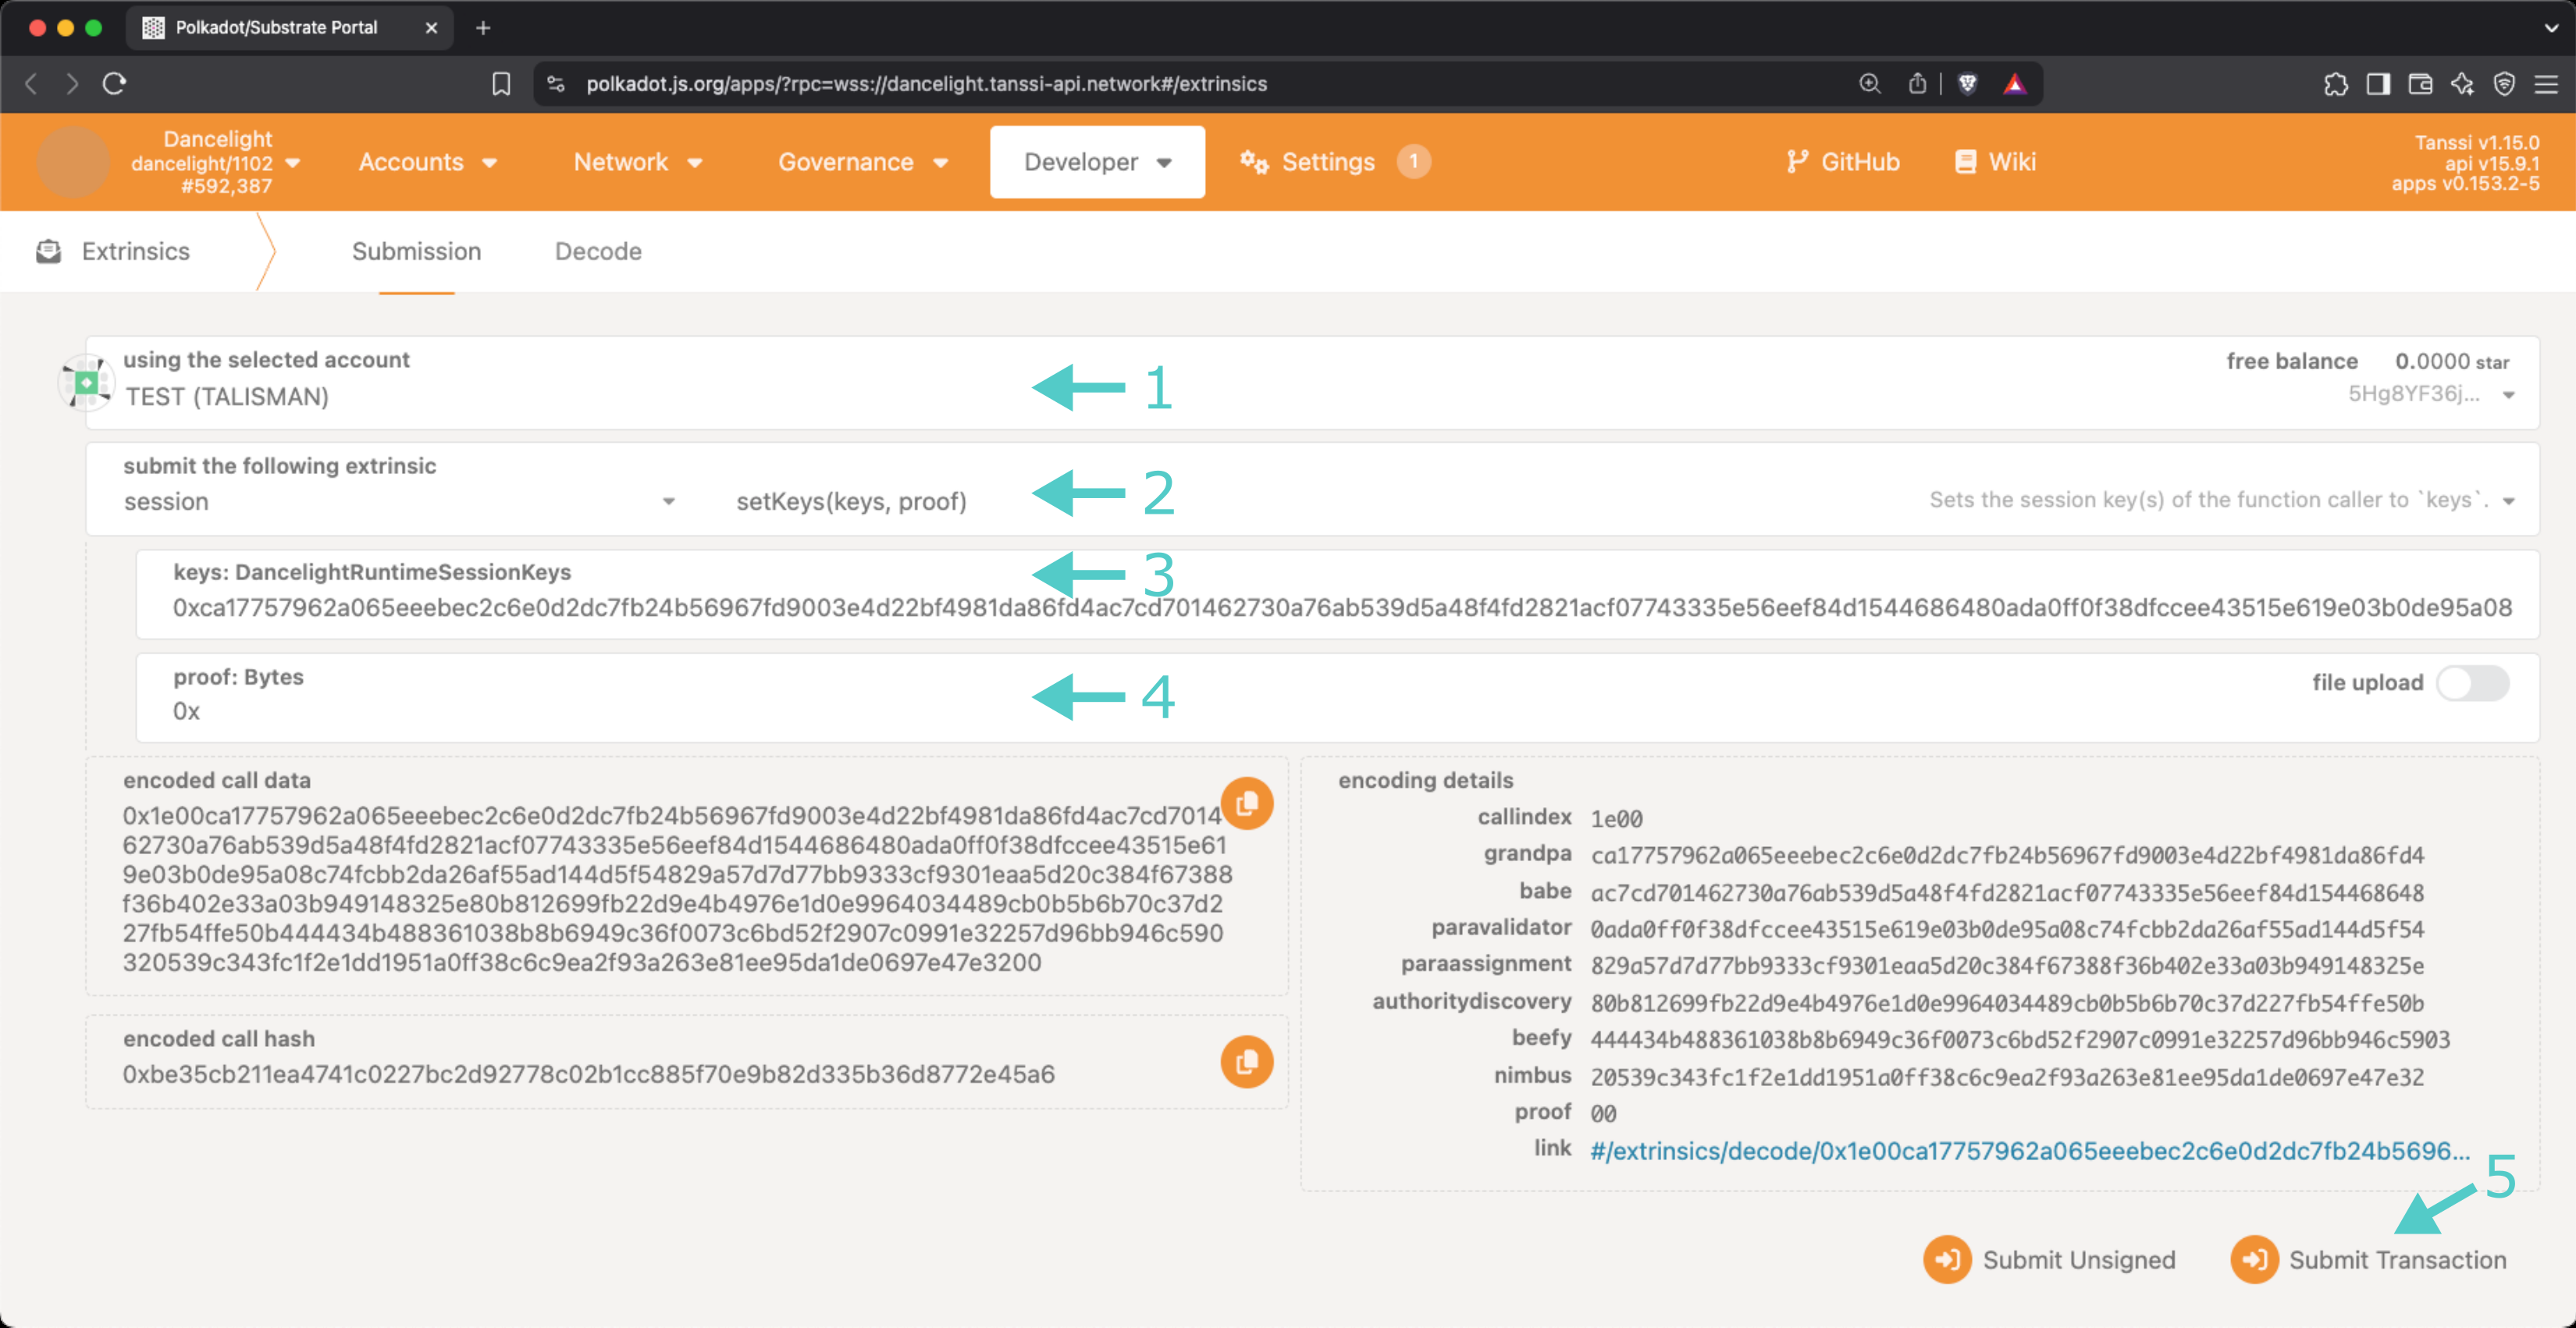 Polkadot/Substrate Portal
polkadot.js.org/apps/?rpc=wss://dancelight.tanssi-api.network#/extrinsics
Dancelight
dancelight/1102
#592,387
Accounts
Network
Governance
Developer
Settings
1
GitHub
Wiki
Tanssi v1.15.0
api v15.9.1
apps v0.153.2-5
Extrinsics
Submission
Decode
using the selected account
TEST (TALISMAN)
1
free balance 0.0000 star
5Hg8YF36j...
submit the following extrinsic
session
setKeys(keys, proof)
2
Sets the session key(s) of the function caller to `keys`.
keys: DancelightRuntimeSessionKeys
3
0xca17757962a065eeebec2c6e0d2dc7fb24b56967fd9003e4d22bf4981da86fd4ac7cd701462730a76ab539d5a48f4fd2821acf07743335e56eef84d1544686480ada0ff0f38dfccee43515e619e03b0de95a08
proof: Bytes
0x
4
file upload
encoded call data
0x1e00ca17757962a065eeebec2c6e0d2dc7fb24b56967fd9003e4d22bf4981da86fd4ac7cd7014
62730a76ab539d5a48f4fd2821acf07743335e56eef84d1544686480ada0ff0f38dfccee43515e61
9e03b0de95a08c74fcbb2da26af55ad144d5f54829a57d7d77bb9333cf9301eaa5d20c384f67388
f36b402e33a03b949148325e80b812699fb22d9e4b4976e1d0e9964034489cb0b5b6b70c37d2
27fb54ffe50b444434b488361038b8b6949c36f0073c6bd52f2907c0991e32257d96bb946c590
320539c343fc1f2e1dd1951a0ff38c6c9ea2f93a263e81ee95da1de0697e47e3200
encoded call hash
0xbe35cb211ea4741c0227bc2d92778c02b1cc885f70e9b82d335b36d8772e45a6
encoding details
callindex 1e00
grandpa ca17757962a065eeebec2c6e0d2dc7fb24b56967fd9003e4d22bf4981da86fd4
babe ac7cd701462730a76ab539d5a48f4fd2821acf07743335e56eef84d154468648
paravalidator 0ada0ff0f38dfccee43515e619e03b0de95a08c74fcbb2da26af55ad144d5f54
paraassignment 829a57d7d77bb9333cf9301eaa5d20c384f67388f36b402e33a03b949148325e
authoritydiscovery 80b812699fb22d9e4b4976e1d0e9964034489cb0b5b6b70c37d227fb54ffe50b
beefy 444434b488361038b8b6949c36f0073c6bd52f2907c0991e32257d96bb946c5903
nimbus 20539c343fc1f2e1dd1951a0ff38c6c9ea2f93a263e81ee95da1de0697e47e32
proof 00
link #/extrinsics/decode/0x1e00ca17757962a065eeebec2c6e0d2dc7fb24b5696...
5
Submit Unsigned
Submit Transaction